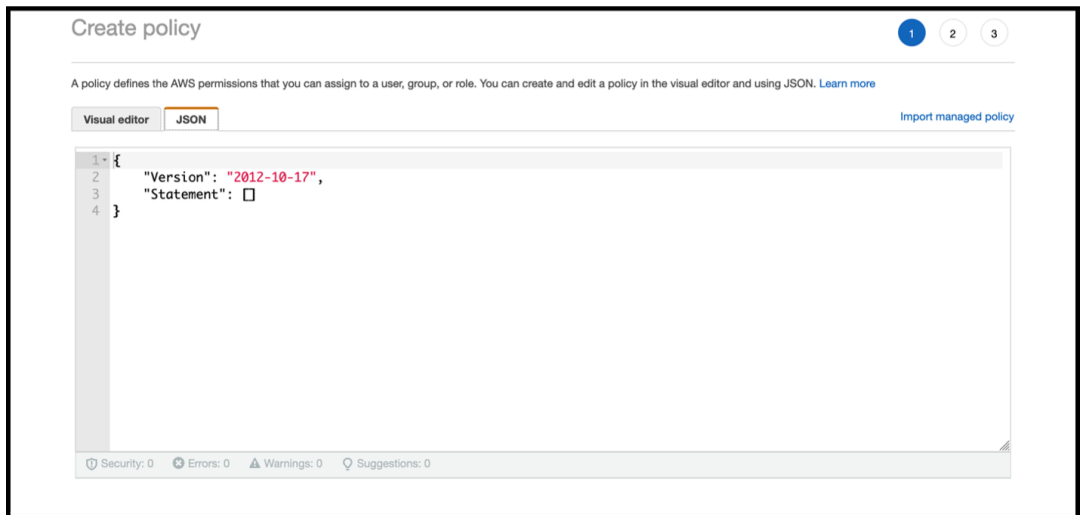 Create policy
1 2 3
A policy defines the AWS permissions that you can assign to a user, group, or role. You can create and edit a policy in the visual editor and using JSON. Learn more
Visual editor JSON Import managed policy
1 {
2 "Version": "2012-10-17",
3 "Statement": []
4 }
Security: 0 Errors: 0 Warnings: 0 Suggestions: 0